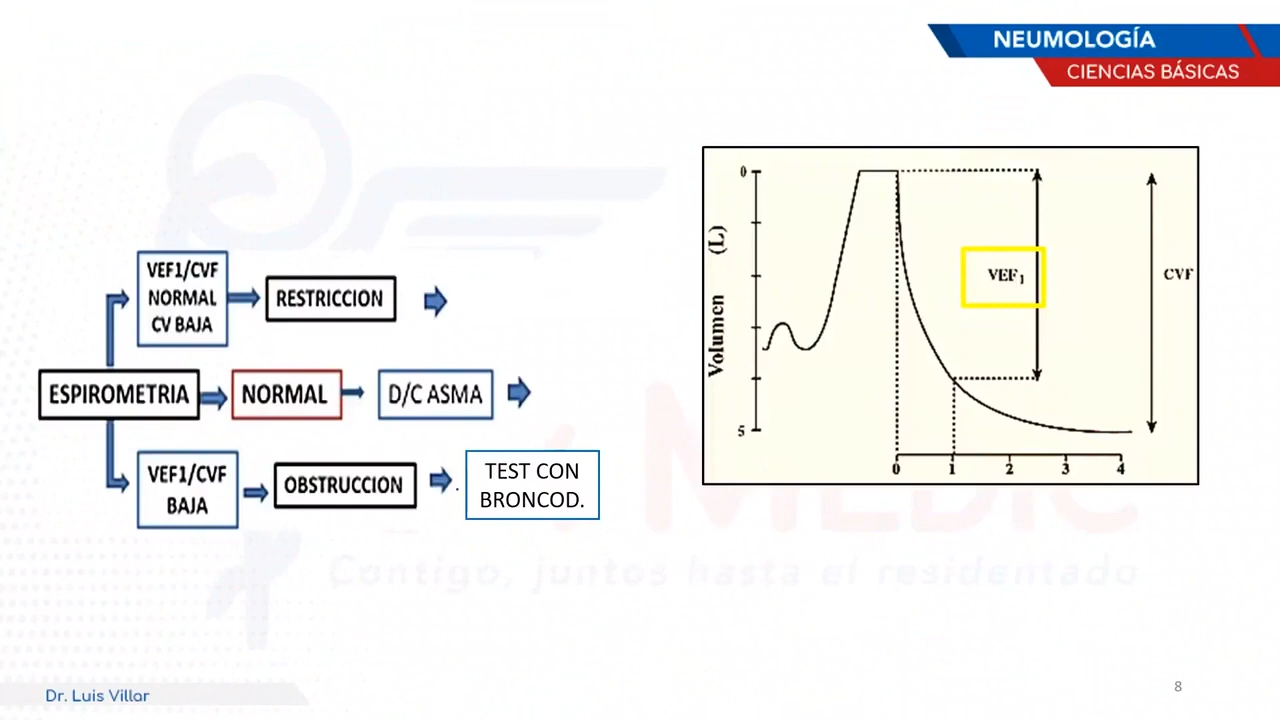 NEUMOLOGÍA
CIENCIAS BÁSICAS
VEF1/CVF
NORMAL
CV BAJA
RESTRICCION
ESPIROMETRIA
NORMAL
D/C ASMA
VEF1/CVF
BAJA
OBSTRUCCION
TEST CON
BRONCOD.
Volumen (L)
0
5
VEF1
CVF
0 1 2 3 4
MEDIC
Contigo, juntos hasta el residentado
Dr. Luis Villar
8